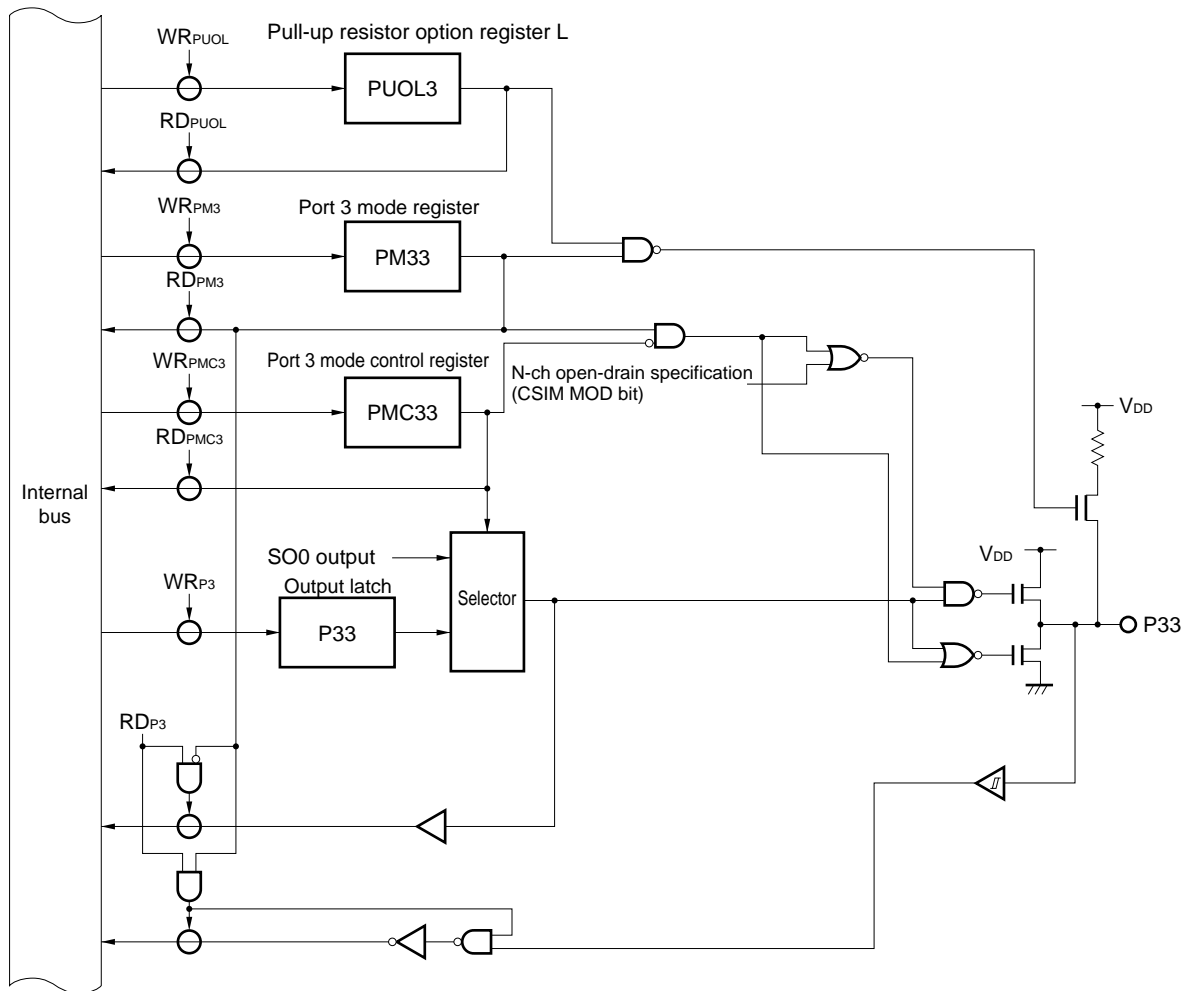 WRPUOL
Pull-up resistor option register L
PUOL3
RDPUOL
WRPM3
Port 3 mode register
PM33
RDPM3
WRPMC3
Port 3 mode control register
N-ch open-drain specification
(CSIM MOD bit)
PMC33
VDD
RDPMC3
Internal
bus
SO0 output
VDD
WRP3
Output latch
Selector
P33
P33
RDP3